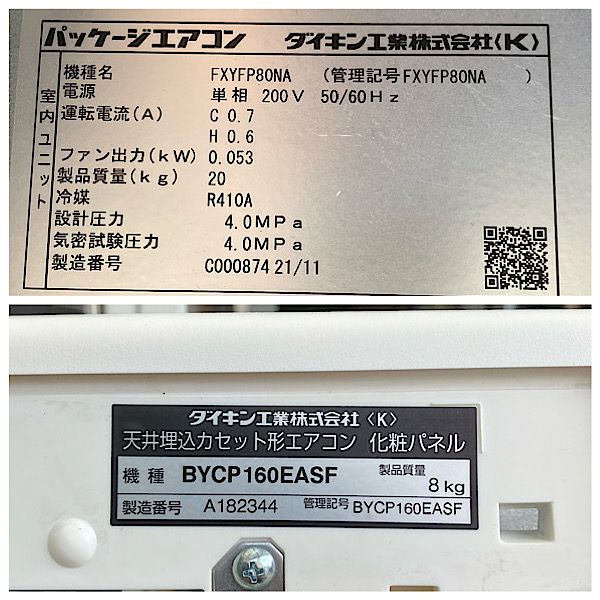 パッケージエアコン ダイキン工業株式会社〈K〉
室内ユニット
機種名 FXYFP80NA (管理記号FXYFP80NA )
電源 単相 200V 50/60Hz
運転電流(A) C 0.7
H 0.6
ファン出力(kW) 0.053
製品質量(kg) 20
冷媒 R410A
設計圧力 4.0MPa
気密試験圧力 4.0MPa
製造番号 C000874 21/11
ダイキン工業株式会社〈K〉
天井埋込カセット形エアコン 化粧パネル
機種 BYCP160EASF 製品質量 8kg
製造番号 A182344 管理記号 BYCP160EASF